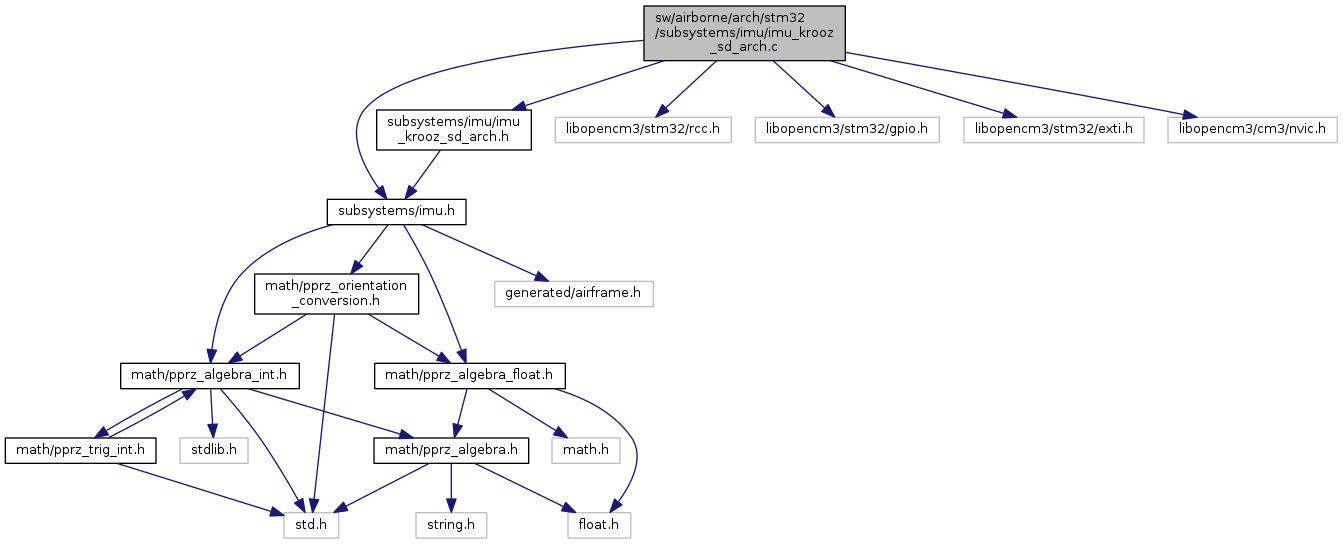 sw/airborne/arch/stm32
/subsystems/imu/imu_krooz
_sd_arch.c
subsystems/imu/imu
_krooz_sd_arch.h
libopencm3/stm32/rcc.h
libopencm3/stm32/gpio.h
libopencm3/stm32/exti.h
libopencm3/cm3/nvic.h
subsystems/imu.h
math/pprz_orientation
_conversion.h
generated/airframe.h
math/pprz_algebra_int.h
math/pprz_algebra_float.h
math/pprz_trig_int.h
stdlib.h
math/pprz_algebra.h
math.h
std.h
string.h
float.h